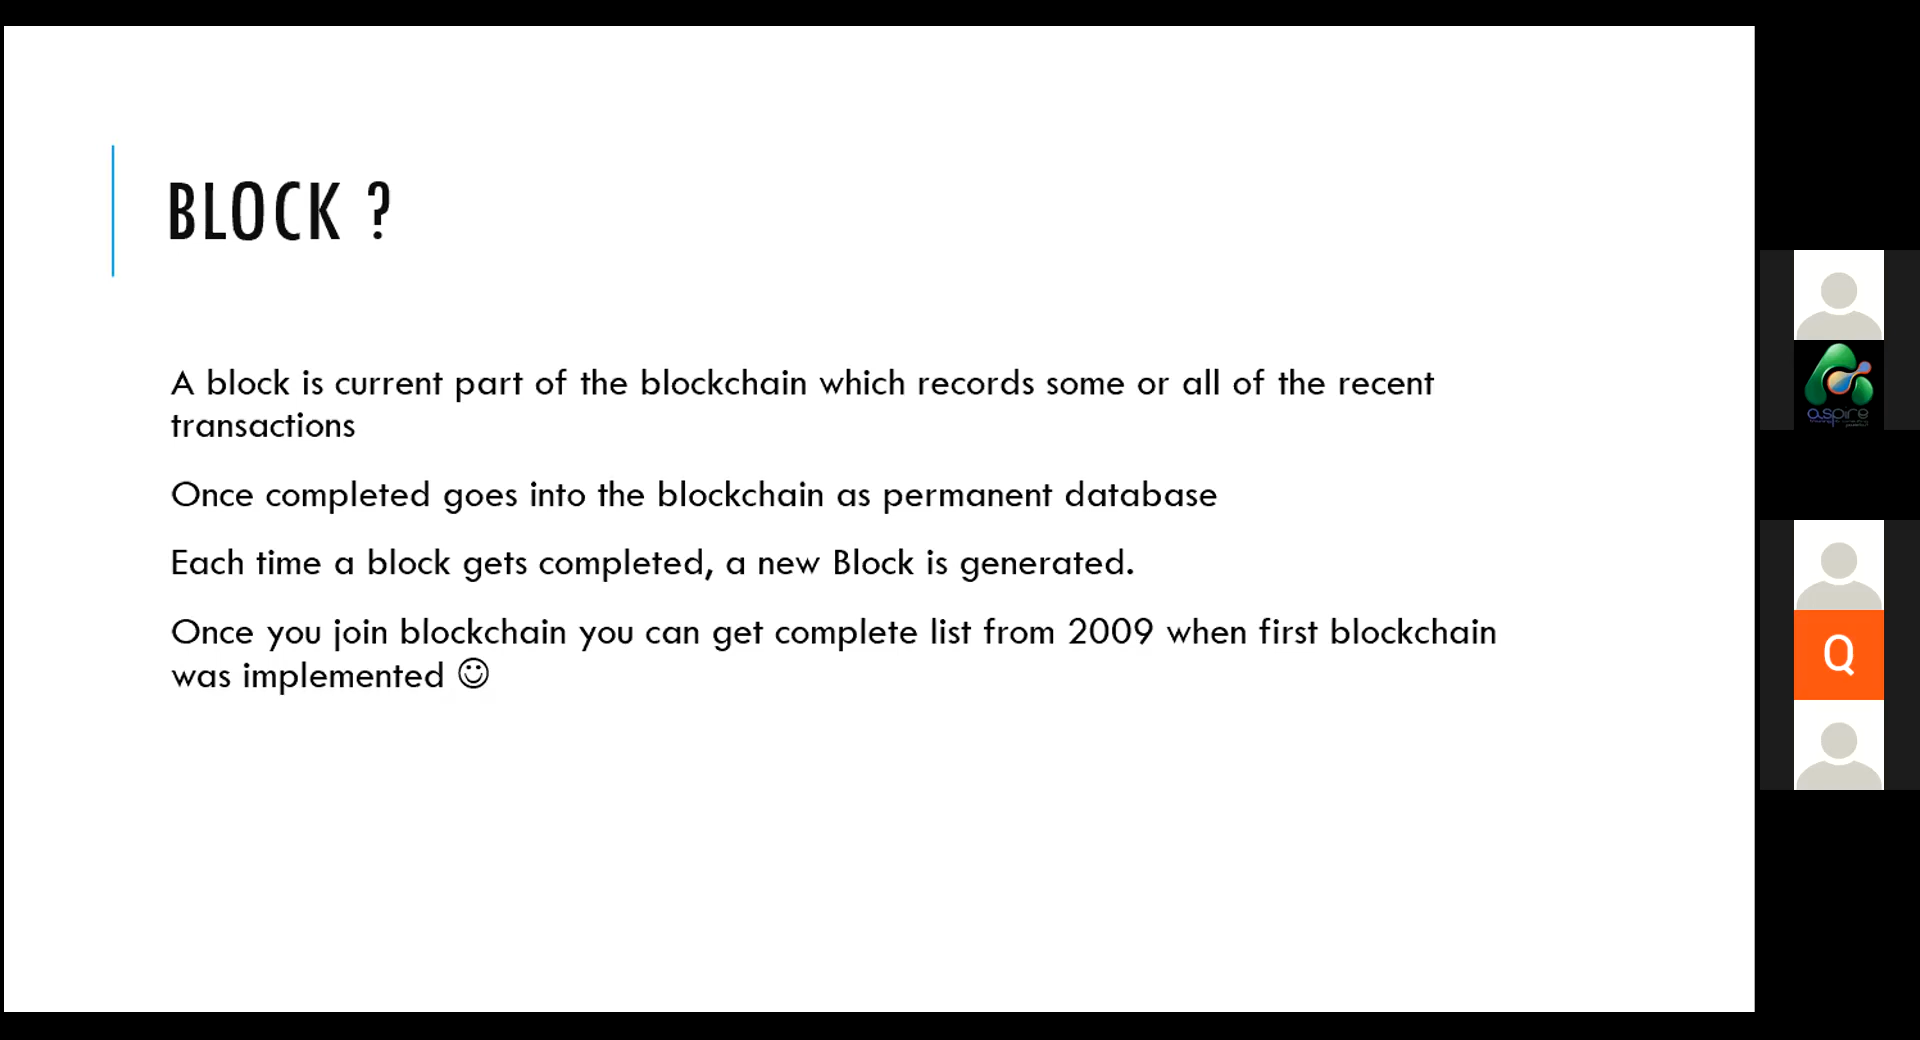 BLOCK ?
A block is current part of the blockchain which records some or all of the recent
transactions
Once completed goes into the blockchain as permanent database
Each time a block gets completed, a new Block is generated.
Once you join blockchain you can get complete list from 2009 when first blockchain
was implemented ☺
aspire
Q